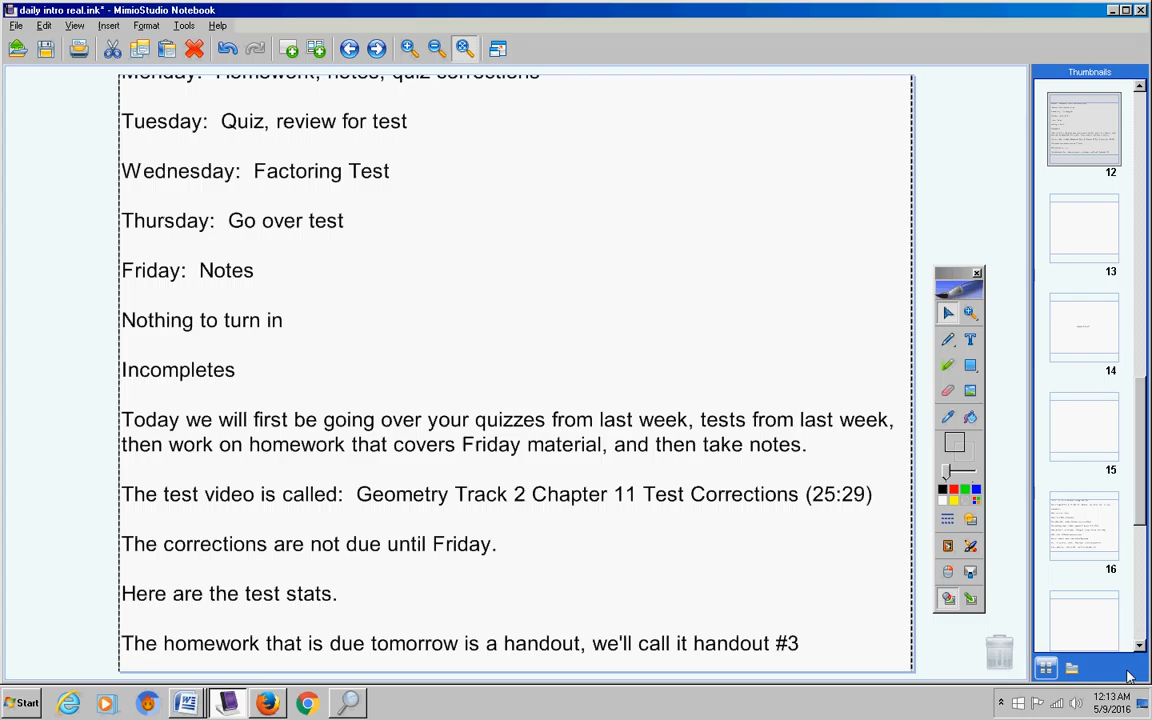 daily intro real.ink* - MimioStudio Notebook
File Edit View Insert Format Tools Help
Thumbnails
Monday: Homework, notes, quiz corrections
Tuesday: Quiz, review for test
Wednesday: Factoring Test
Thursday: Go over test
Friday: Notes
Nothing to turn in
Incompletes
Today we will first be going over your quizzes from last week, tests from last week,
then work on homework that covers Friday material, and then take notes.
The test video is called: Geometry Track 2 Chapter 11 Test Corrections (25:29)
The corrections are not due until Friday.
Here are the test stats.
The homework that is due tomorrow is a handout, we'll call it handout #3
12
13
14
15
16
Start
12:13 AM
5/9/2016